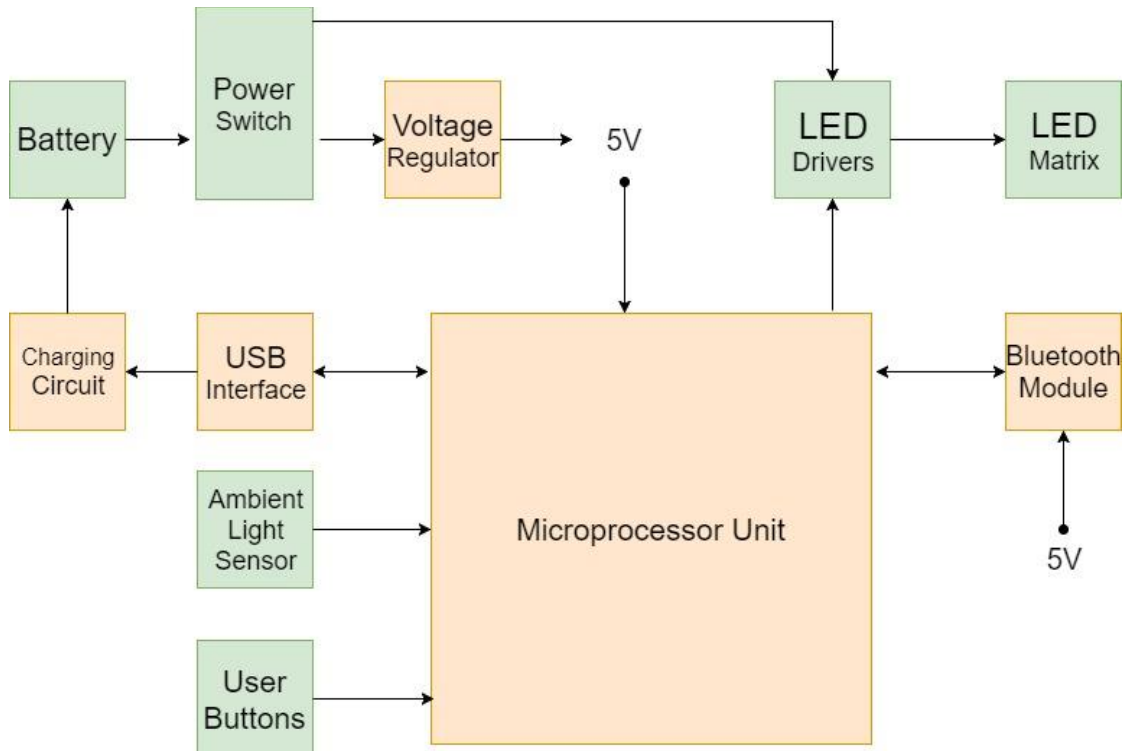 Battery
Power
Switch
Voltage
Regulator
5V
LED
Drivers
LED
Matrix
Charging
Circuit
USB
Interface
Bluetooth
Module
Ambient
Light
Sensor
Microprocessor Unit
5V
User
Buttons